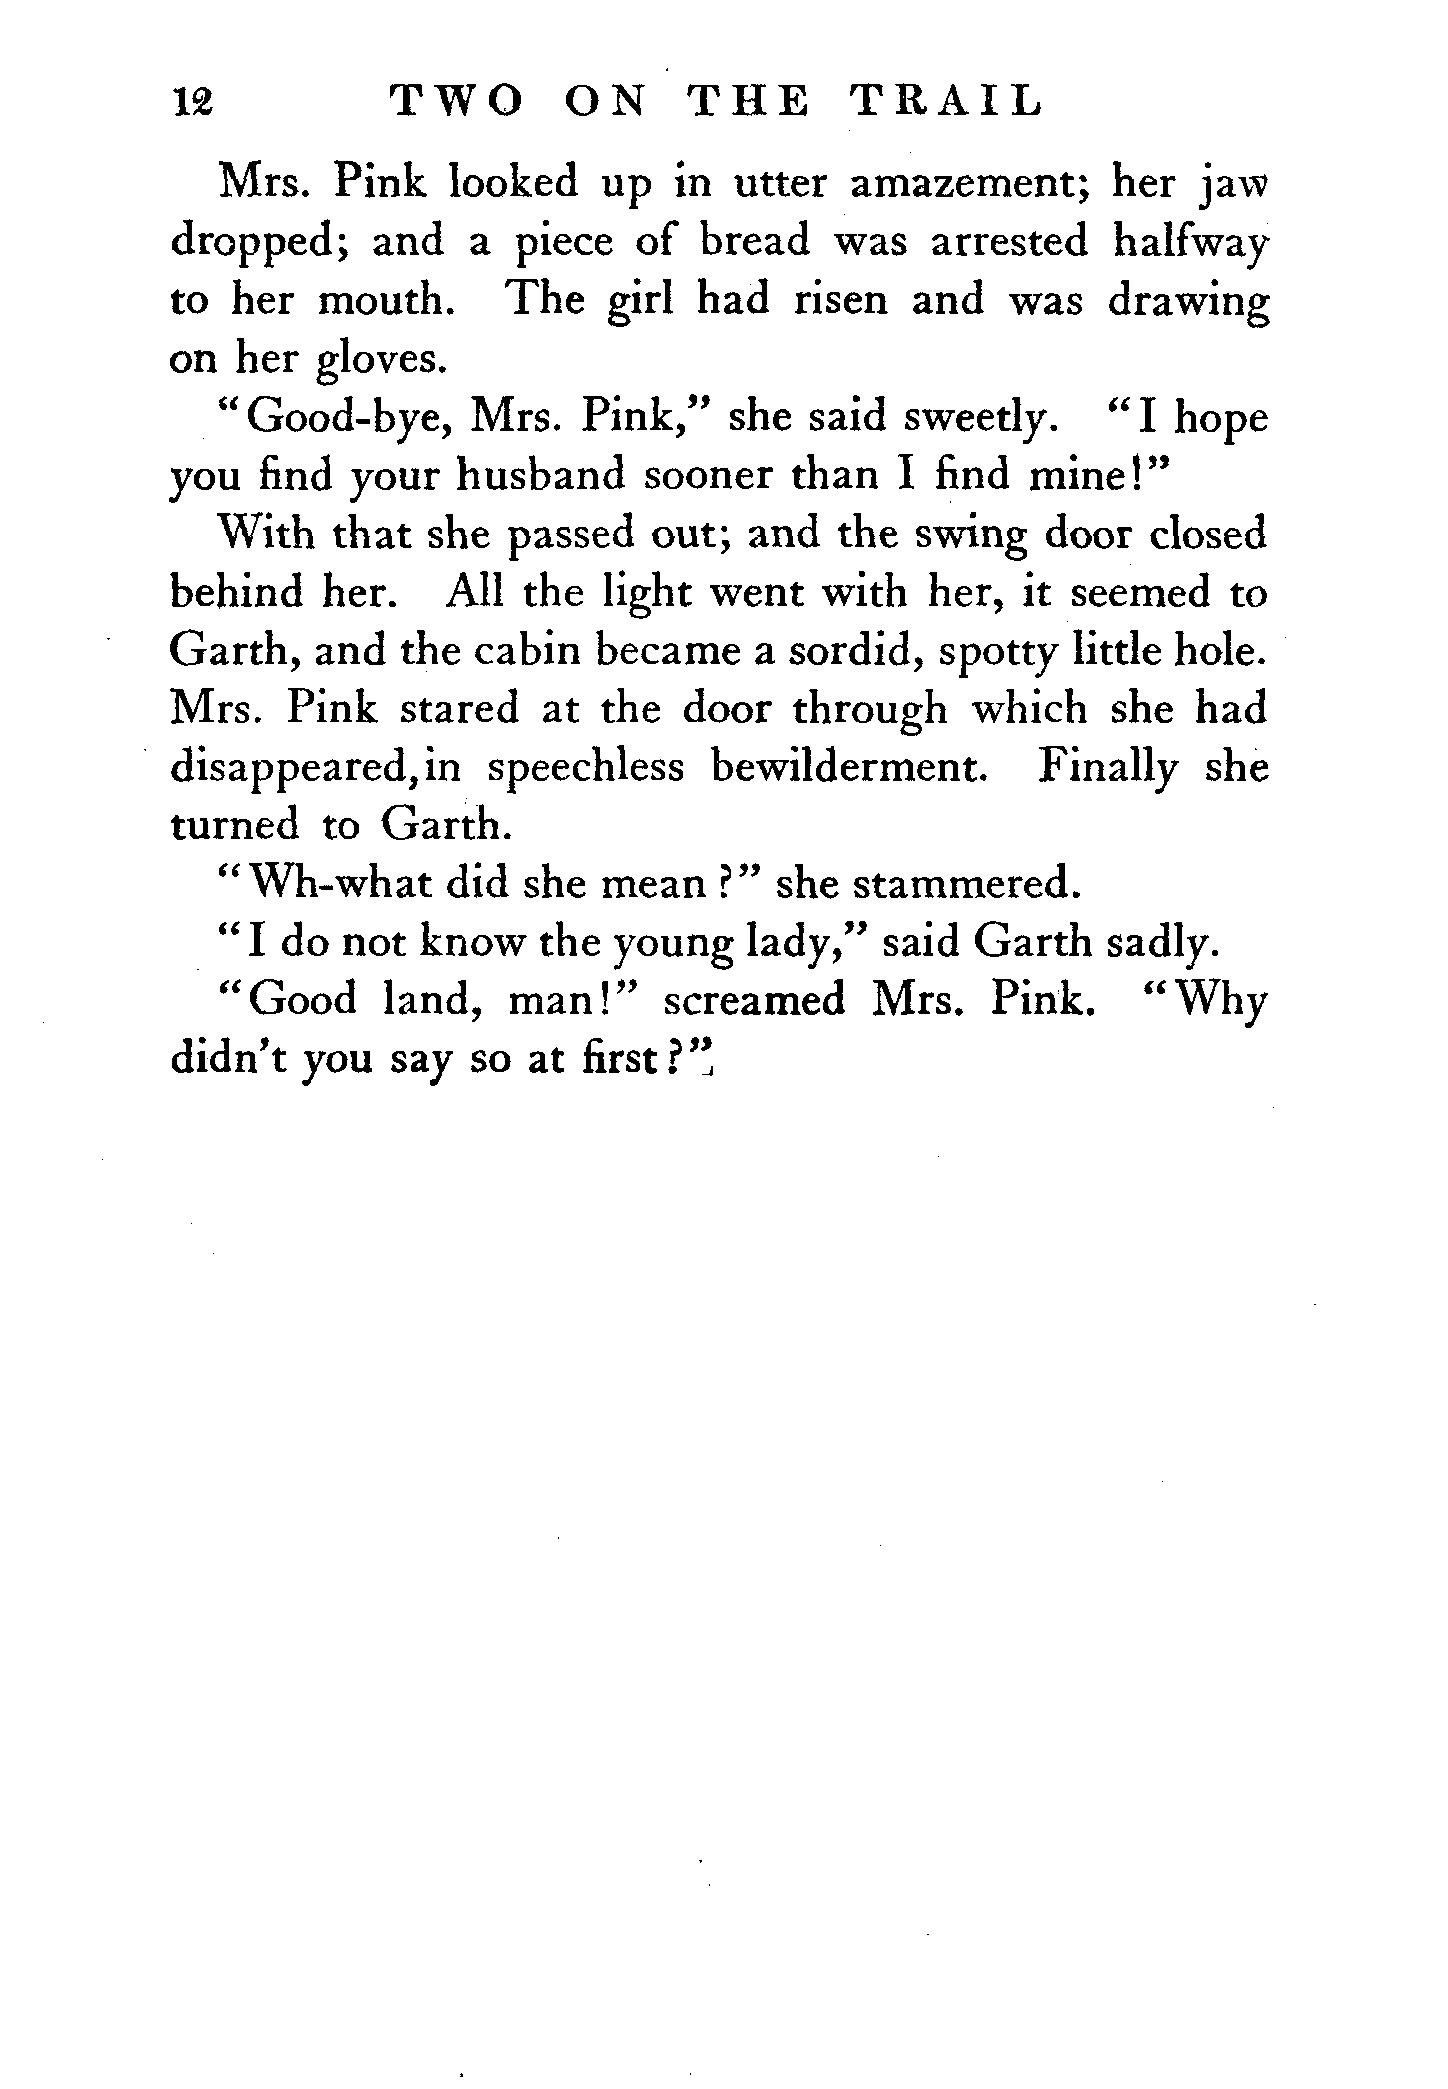 12 TWO ON THE TRAIL
Mrs. Pink looked up in utter amazement; her jaw
dropped; and a piece of bread was arrested halfway
to her mouth. The girl had risen and was drawing
on her gloves.
“Good-bye, Mrs. Pink,” she said sweetly. “I hope
you find your husband sooner than I find mine!”
With that she passed out; and the swing door closed
behind her. All the light went with her, it seemed to
Garth, and the cabin became a sordid, spotty little hole.
Mrs. Pink stared at the door through which she had
disappeared, in speechless bewilderment. Finally she
turned to Garth.
“Wh-what did she mean?” she stammered.
“I do not know the young lady,” said Garth sadly.
“Good land, man!” screamed Mrs. Pink. “Why
didn't you say so at first?”